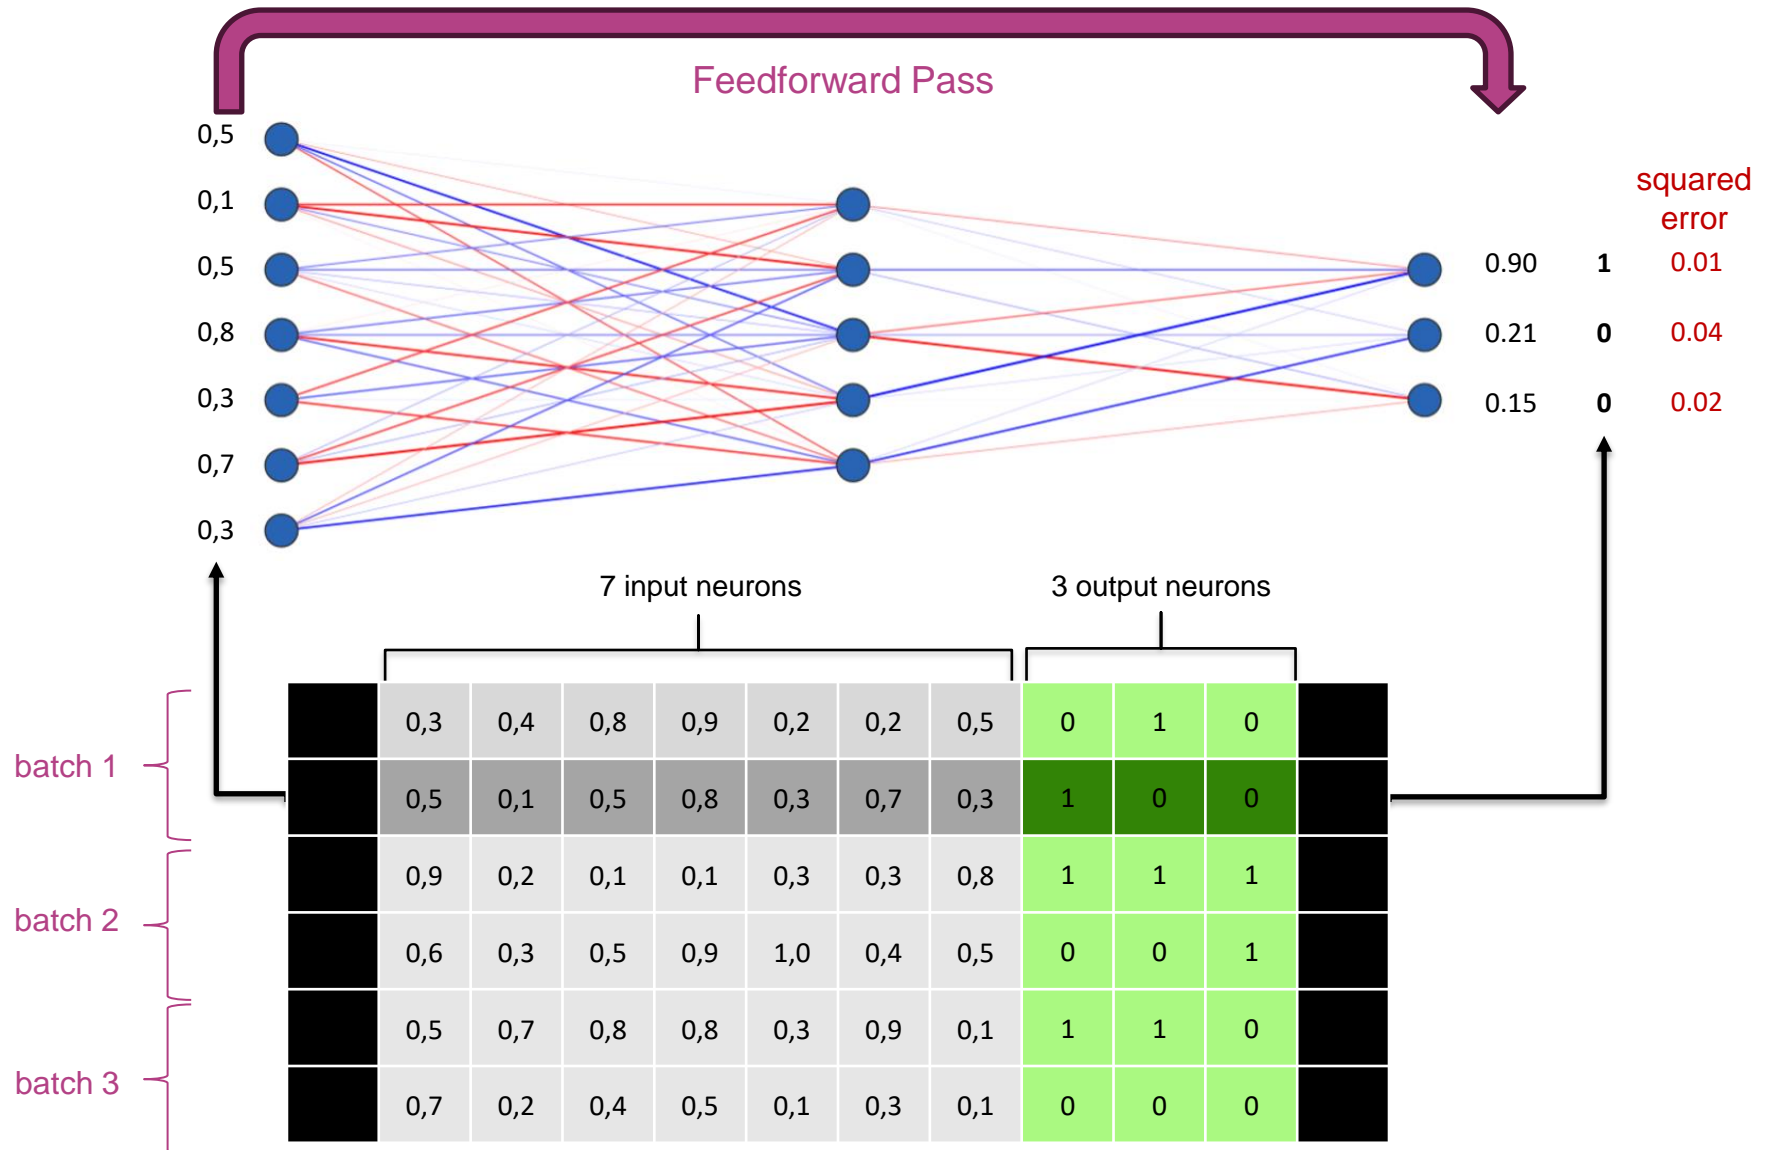 Feedforward Pass
squared
error
0,5
0,1
0,5 0.90 1 0.01
0,8 0.21 0 0.04
0,3 0.15 0 0.02
0,7
0,3
7 input neurons 3 output neurons
batch 1
0,3 0,4 0,8 0,9 0,2 0,2 0,5 0 1 0
0,5 0,1 0,5 0,8 0,3 0,7 0,3 1 0 0
batch 2
0,9 0,2 0,1 0,1 0,3 0,3 0,8 1 1 1
0,6 0,3 0,5 0,9 1,0 0,4 0,5 0 0 1
batch 3
0,5 0,7 0,8 0,8 0,3 0,9 0,1 1 1 0
0,7 0,2 0,4 0,5 0,1 0,3 0,1 0 0 0